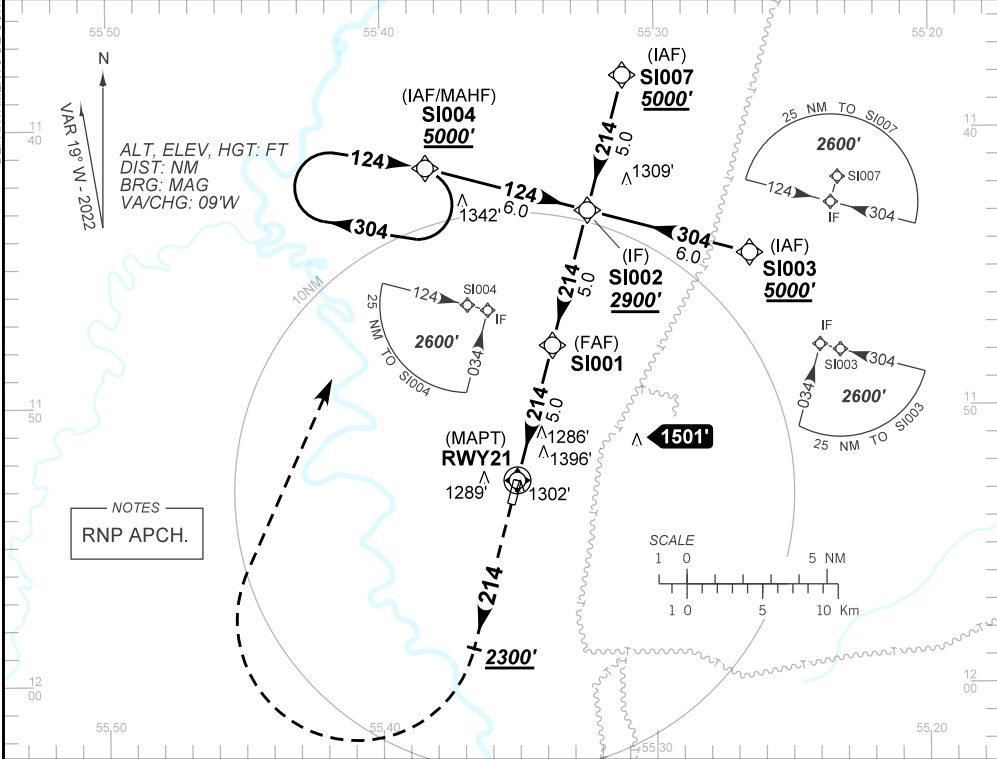 55 50
55 40
55 30
55 20
N
VAR 19° W - 2022
11
40
ALT, ELEV, HGT: FT
DIST: NM
BRG: MAG
VA/CHG: 09'W
(IAF/MAHF)
SI004
5000'
(IAF)
SI007
5000'
214
5.0
1309'
25 NM TO SI007
2600'
SI007
124
304
IF
11
40
124
304
1342'
124
6.0
304
6.0
(IAF)
SI003
5000'
(IF)
SI002
2900'
10NM
214
5.0
124
SI004
IF
2600'
034
25 NM TO SI004
(FAF)
SI001
IF
SI003
304
034
2600'
25 NM TO SI003
11
50
214
5.0
1286'
1396'
1501'
11
50
(MAPT)
RWY21
1289'
1302'
NOTES
RNP APCH.
SCALE
1 0 5 NM
1 0 5 10 Km
214
2300'
12
00
12
00
55 50
55 40
55 30
55 20